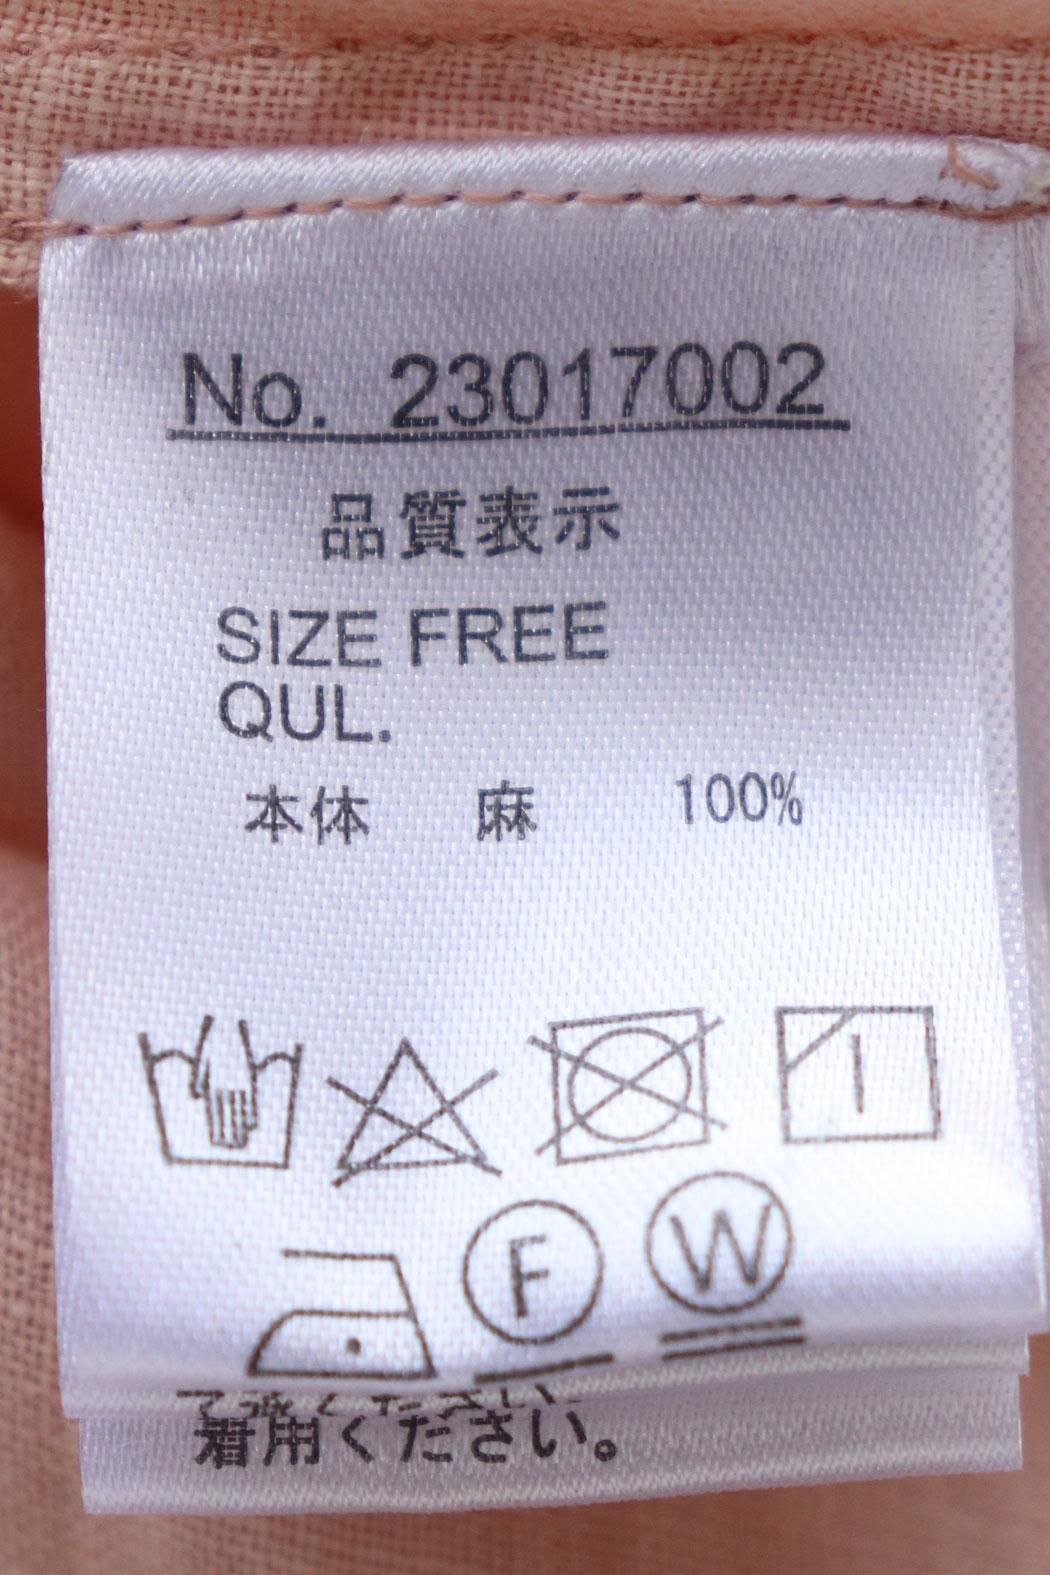 No. 23017002
品質表示
SIZE FREE
QUL.
本体 麻 100%
F W
着用ください。